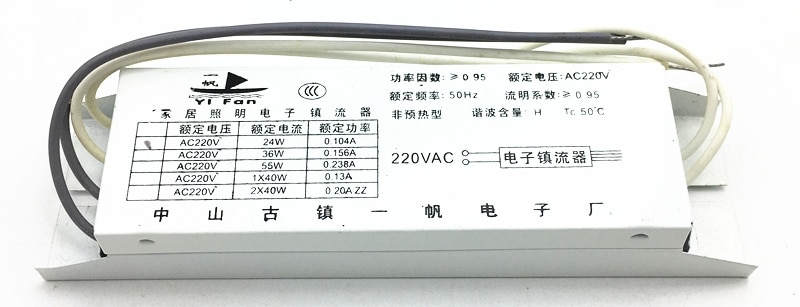 一帆
YI Fan
CCC
家居照明电子镇流器
额定电压 额定电流 额定功率
AC220V 24W 0.104A
AC220V 36W 0.156A
AC220V 55W 0.238A
AC220V 1X40W 0.13A
AC220V 2X40W 0.20A ZZ
功率因数:≥0.95 额定电压:AC220V
额定频率:50Hz 流明系数:≥0.95
非预热型 谐波含量:H Tc 50℃
220VAC 电子镇流器
中山古镇一帆电子厂